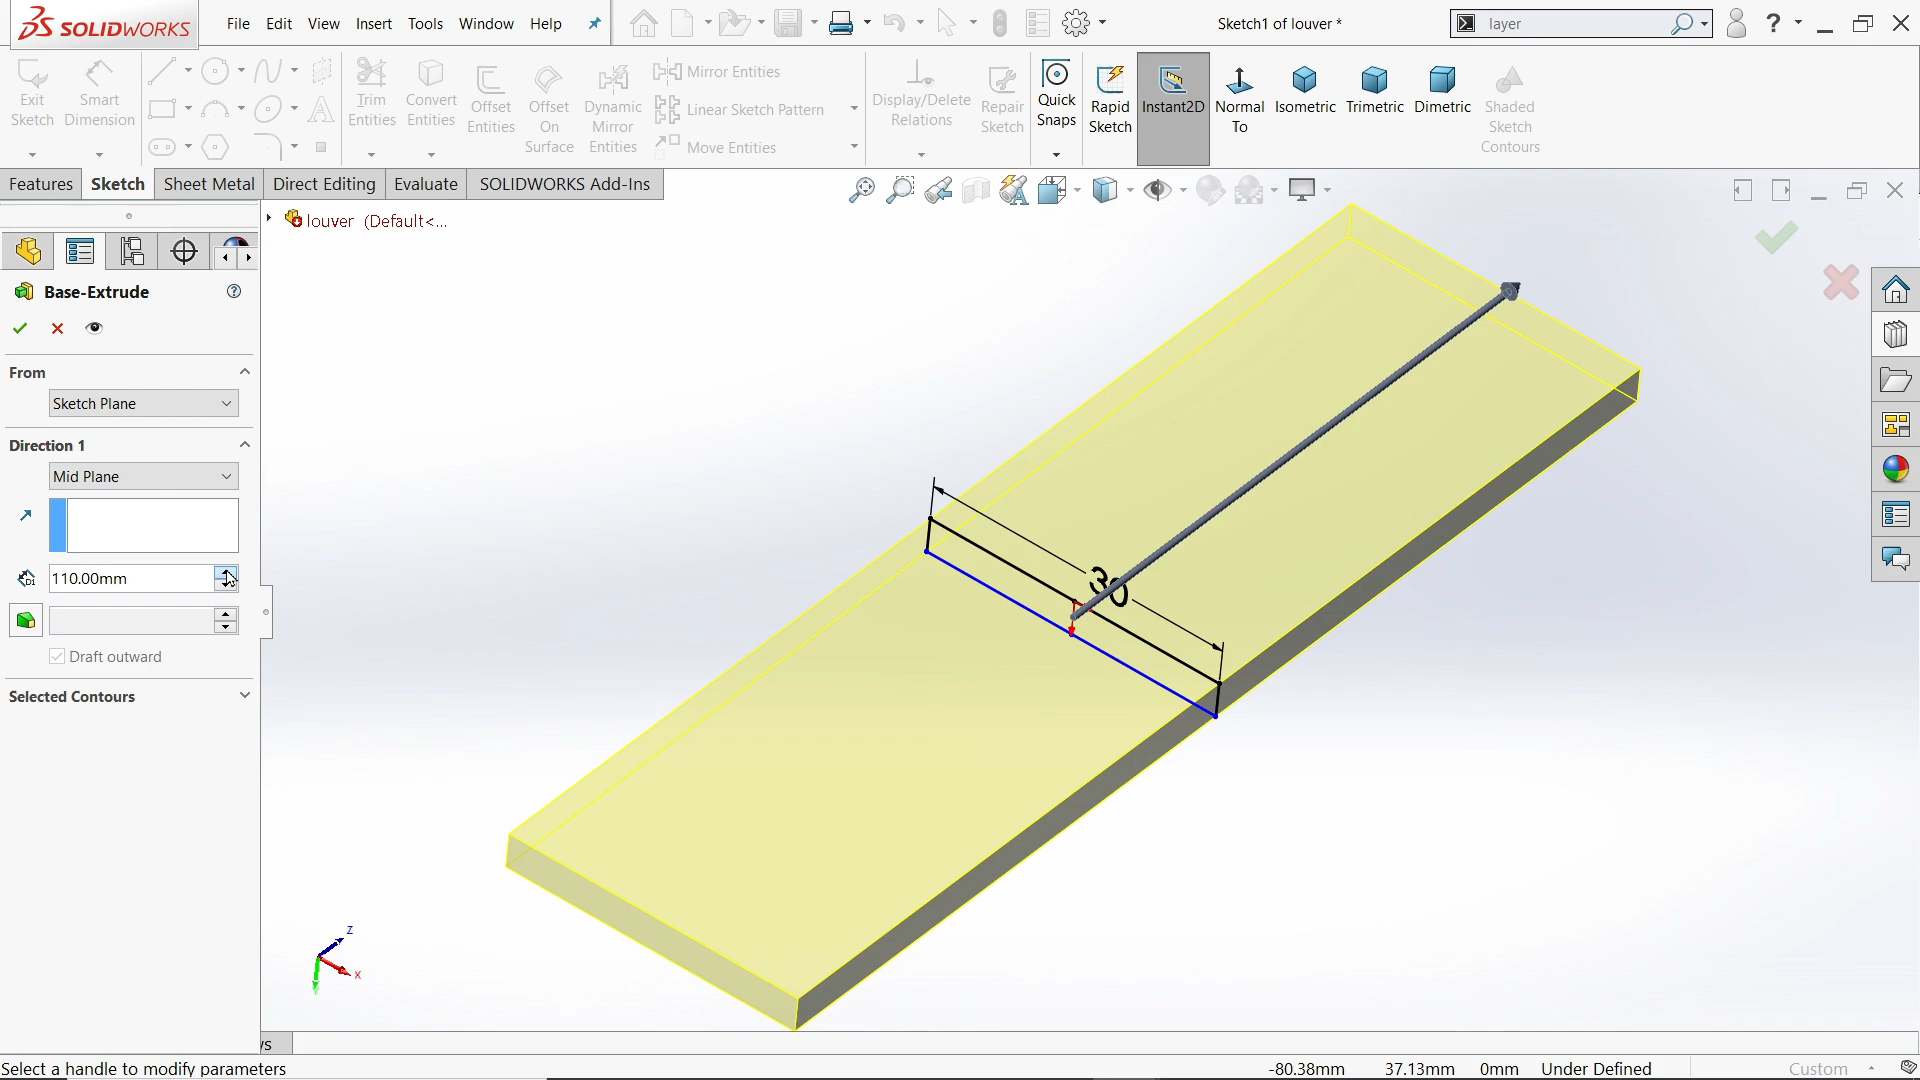 SOLIDWORKS
File Edit View Insert Tools Window Help
Sketch1 of louver *
layer
Exit Sketch
Smart Dimension
Trim Entities
Convert Entities
Offset Entities
Offset On Surface
Dynamic Mirror Entities
Mirror Entities
Linear Sketch Pattern
Move Entities
Display/Delete Relations
Repair Sketch
Quick Snaps
Rapid Sketch
Instant2D
Normal To
Isometric
Trimetric
Dimetric
Shaded Sketch Contours
Features Sketch Sheet Metal Direct Editing Evaluate SOLIDWORKS Add-Ins
louver (Default<...
Base-Extrude
From
Sketch Plane
Direction 1
Mid Plane
110.00mm
Draft outward
Selected Contours
30
z
x
ws
Select a handle to modify parameters
-80.38mm 37.13mm 0mm Under Defined Custom